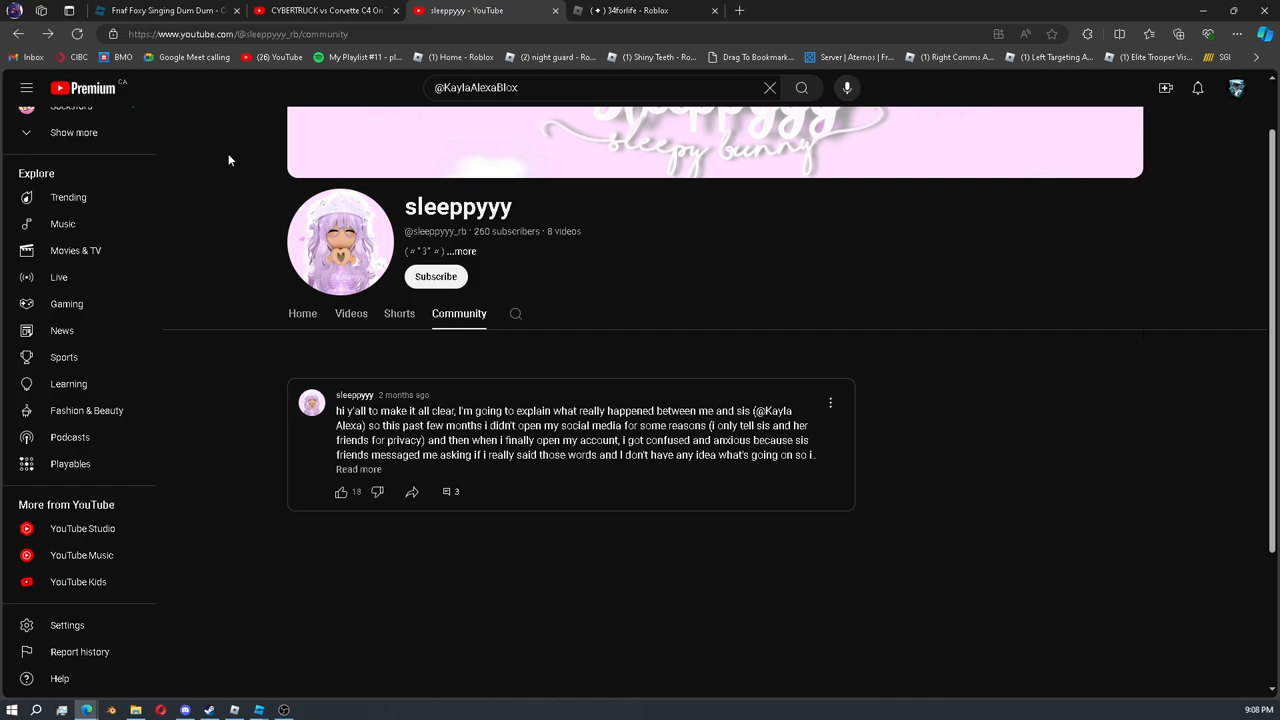 Fnaf Foxy Singing Dum Dum - C
CYBERTRUCK vs Corvette C4 On
sleeppyyy - YouTube
(✦) 34forlife - Roblox
https://www.youtube.com/@sleeppyyy_rb/community
Inbox
CIBC
BMO
Google Meet calling
(26) YouTube
My Playlist #11 - pl...
(1) Home - Roblox
(2) night guard - Ro...
(1) Shiny Teeth - Ro...
Drag To Bookmark...
Server | Aternos | Fr...
(1) Right Comms A...
(1) Left Targeting A...
(1) Elite Trooper Vis...
SGI
Premium CA
@KaylaAlexaBlox
Show more
Explore
Trending
Music
Movies & TV
Live
Gaming
News
Sports
Learning
Fashion & Beauty
Podcasts
Playables
More from YouTube
YouTube Studio
YouTube Music
YouTube Kids
Settings
Report history
Help
sleeppyyy
sleepy bunny
sleeppyyy
@sleeppyyy_rb · 260 subscribers · 8 videos
(〃ˆ3ˆ〃) ...more
Subscribe
Home
Videos
Shorts
Community
sleeppyyy 2 months ago
hi y'all to make it all clear, I'm going to explain what really happened between me and sis (@Kayla
Alexa) so this past few months i didn't open my social media for some reasons (i only tell sis and her
friends for privacy) and then when i finally open my account, i got confused and anxious because sis
friends messaged me asking if i really said those words and I don't have any idea what's going on so i...
Read more
18
3
9:08 PM